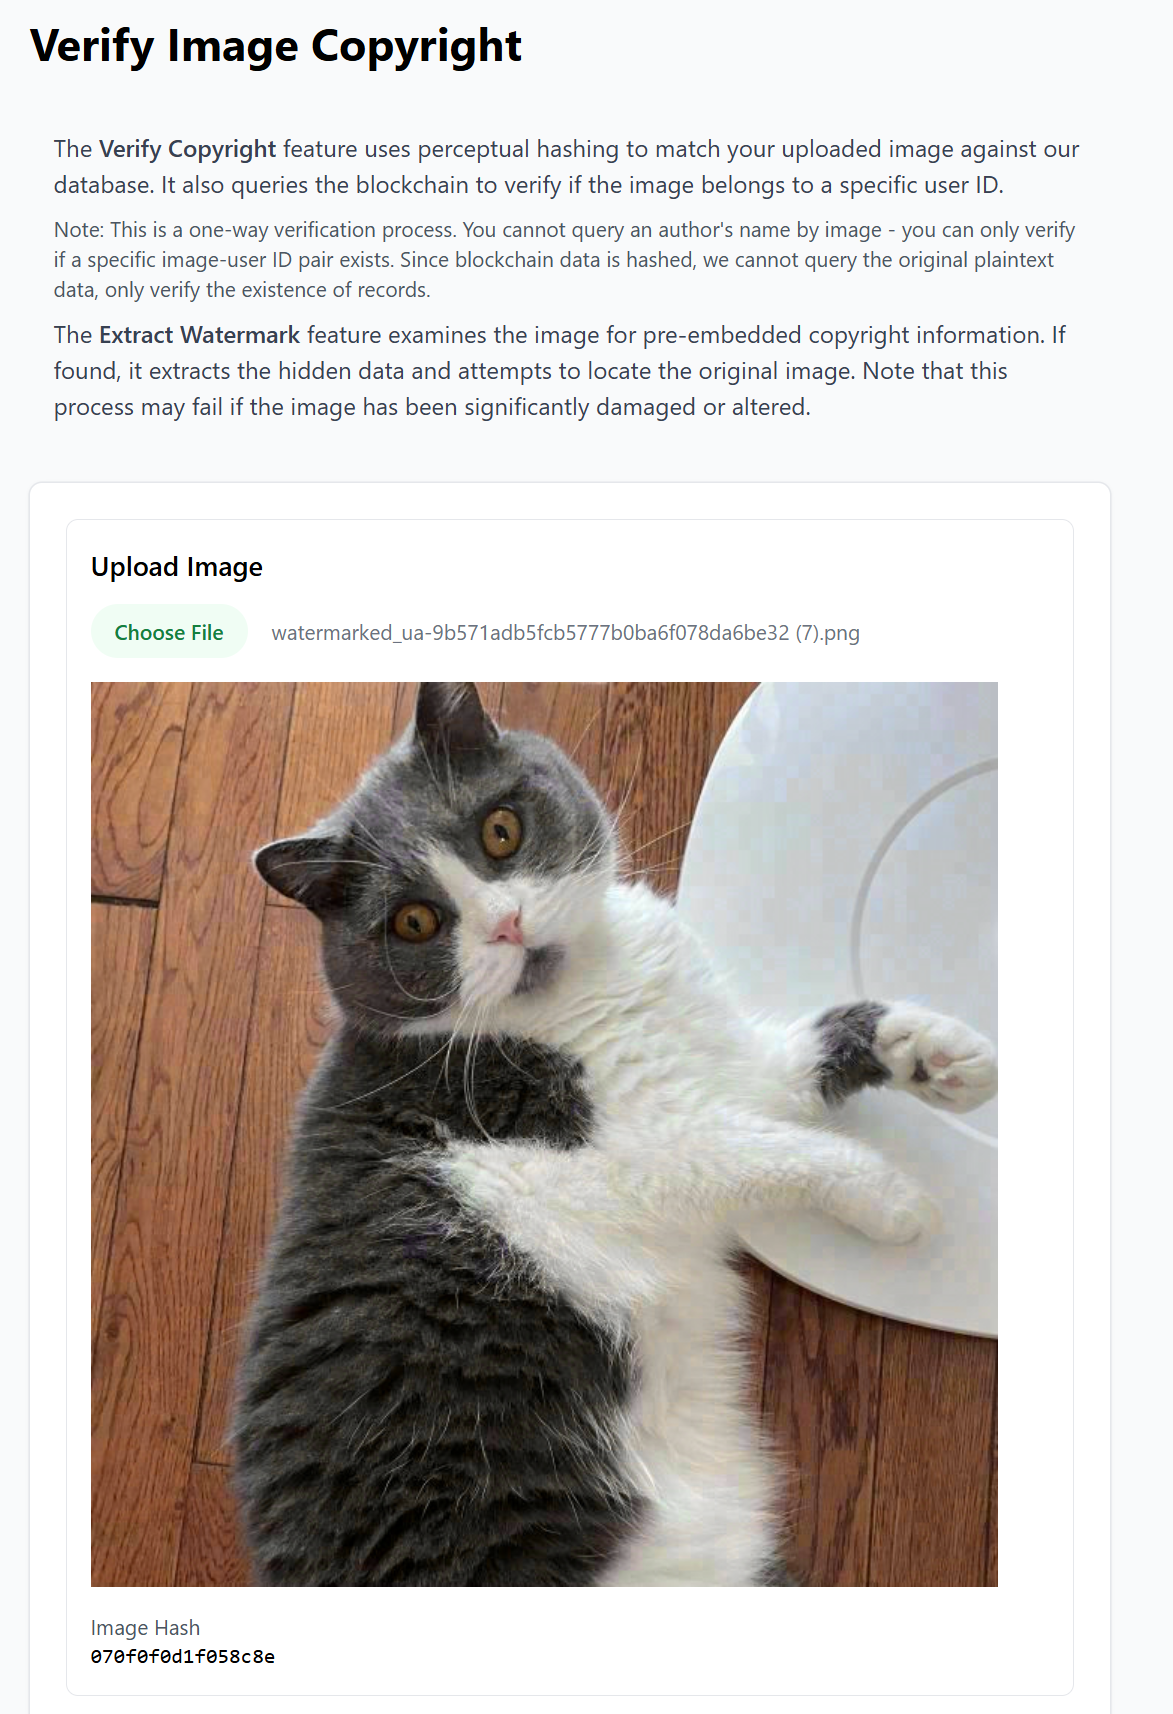 Verify Image Copyright
The Verify Copyright feature uses perceptual hashing to match your uploaded image against our
database. It also queries the blockchain to verify if the image belongs to a specific user ID.
Note: This is a one-way verification process. You cannot query an author's name by image - you can only verify
if a specific image-user ID pair exists. Since blockchain data is hashed, we cannot query the original plaintext
data, only verify the existence of records.
The Extract Watermark feature examines the image for pre-embedded copyright information. If
found, it extracts the hidden data and attempts to locate the original image. Note that this
process may fail if the image has been significantly damaged or altered.
Upload Image
Choose File watermarked_ua-9b571adb5fcb5777b0ba6f078da6be32 (7).png
Image Hash
070f0f0d1f058c8e